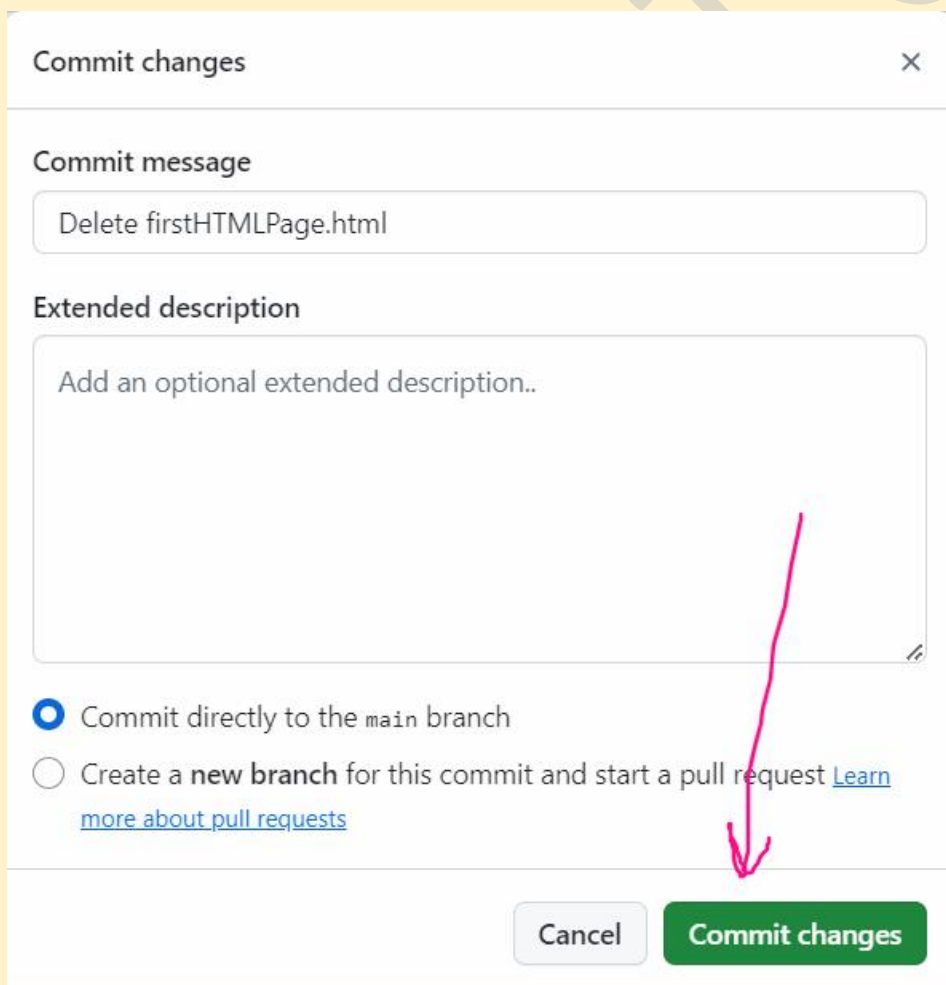 Commit changes
Commit message
Delete firstHTMLPage.html
Extended description
Add an optional extended description..
Commit directly to the main branch
Create a new branch for this commit and start a pull request Learn
more about pull requests
Cancel
Commit changes